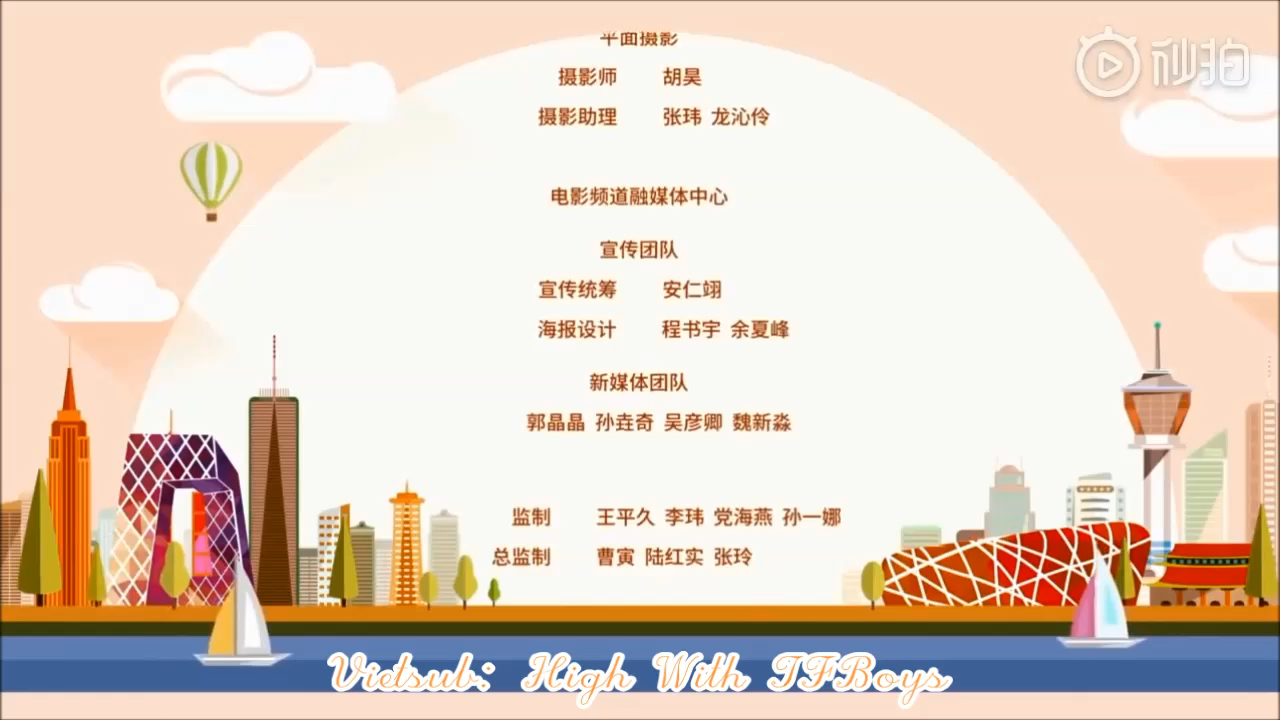 平面摄影
秒拍
摄影师 胡昊
摄影助理 张玮 龙沁伶
电影频道融媒体中心
宣传团队
宣传统筹 安仁翊
海报设计 程书宇 余夏峰
新媒体团队
郭晶晶 孙垚奇 吴彦卿 魏新淼
监制 王平久 李玮 党海燕 孙一娜
总监制 曹寅 陆红实 张玲
Vietsub: High With TFBoys